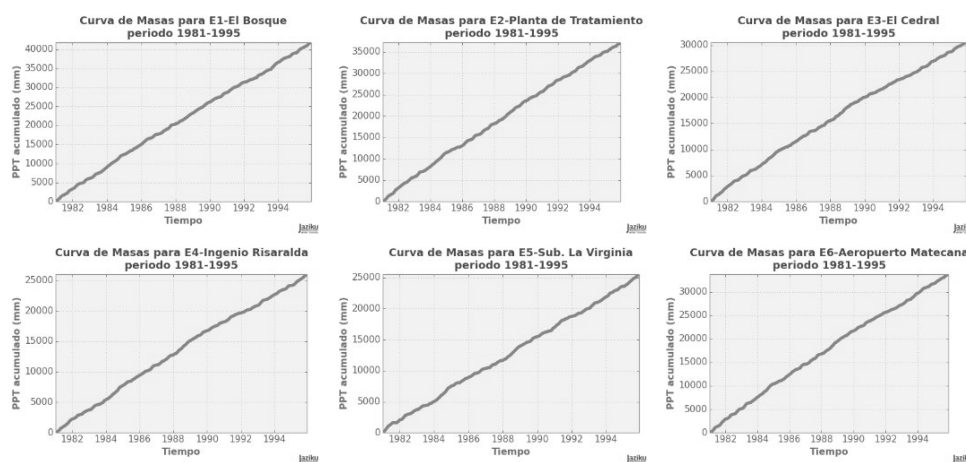 Curva de Masas para E1-El Bosque
periodo 1981-1995
PPT acumulado (mm)
40000
35000
30000
25000
20000
15000
10000
5000
0
1982 1984 1986 1988 1990 1992 1994
Tiempo
Jaziku
Curva de Masas para E2-Planta de Tratamiento
periodo 1981-1995
PPT acumulado (mm)
35000
30000
25000
20000
15000
10000
5000
0
1982 1984 1986 1988 1990 1992 1994
Tiempo
Jaziku
Curva de Masas para E3-El Cedral
periodo 1981-1995
PPT acumulado (mm)
30000
25000
20000
15000
10000
5000
0
1982 1984 1986 1988 1990 1992 1994
Tiempo
Jaziku
Curva de Masas para E4-Ingenio Risaralda
periodo 1981-1995
PPT acumulado (mm)
25000
20000
15000
10000
5000
0
1982 1984 1986 1988 1990 1992 1994
Tiempo
Jaziku
Curva de Masas para E5-Sub. La Virginia
periodo 1981-1995
PPT acumulado (mm)
25000
20000
15000
10000
5000
0
1982 1984 1986 1988 1990 1992 1994
Tiempo
Jaziku
Curva de Masas para E6-Aeropuerto Matecana
periodo 1981-1995
PPT acumulado (mm)
30000
25000
20000
15000
10000
5000
0
1982 1984 1986 1988 1990 1992 1994
Tiempo
Jaziku